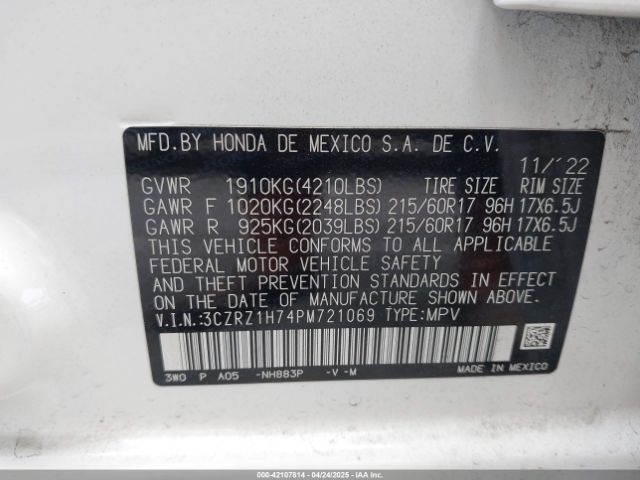 MFD.BY HONDA DE MEXICO S.A. DE C.V.
11/'22
GVWR 1910KG(4210LBS) TIRE SIZE RIM SIZE
GAWR F 1020KG(2248LBS) 215/60R17 96H 17X6.5J
GAWR R 925KG(2039LBS) 215/60R17 96H 17X6.5J
THIS VEHICLE CONFORMS TO ALL APPLICABLE
FEDERAL MOTOR VEHICLE SAFETY
AND THEFT PREVENTION STANDARDS IN EFFECT
ON THE DATE OF MANUFACTURE SHOWN ABOVE.
V.I.N.:3CZRZ1H74PM721069 TYPE:MPV
3W0 P A05 -NH883P -V -M MADE IN MEXICO
000-42107814 - 04/24/2025 - IAAI.COM